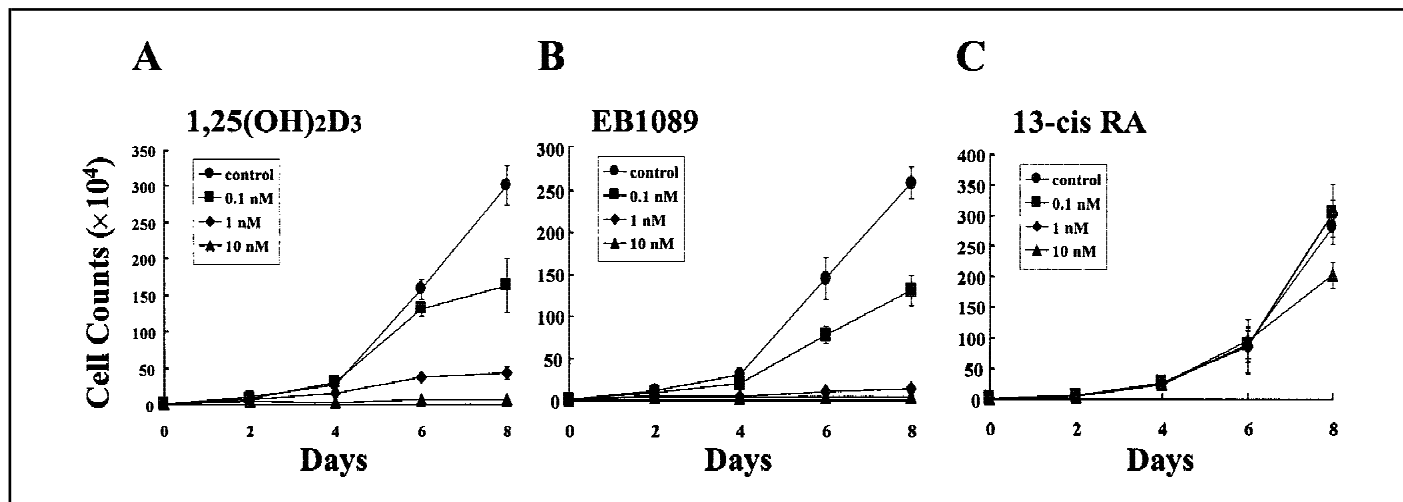 A
B
C
1,25(OH)2D3
EB1089
13-cis RA
Cell Counts (×10⁴)
350
300
250
200
150
100
50
0
control
0.1 nM
1 nM
10 nM
0 2 4 6 8
Days
300
250
200
150
100
50
0
control
0.1 nM
1 nM
10 nM
0 2 4 6 8
Days
400
350
300
250
200
150
100
50
0
control
0.1 nM
1 nM
10 nM
0 2 4 6 8
Days